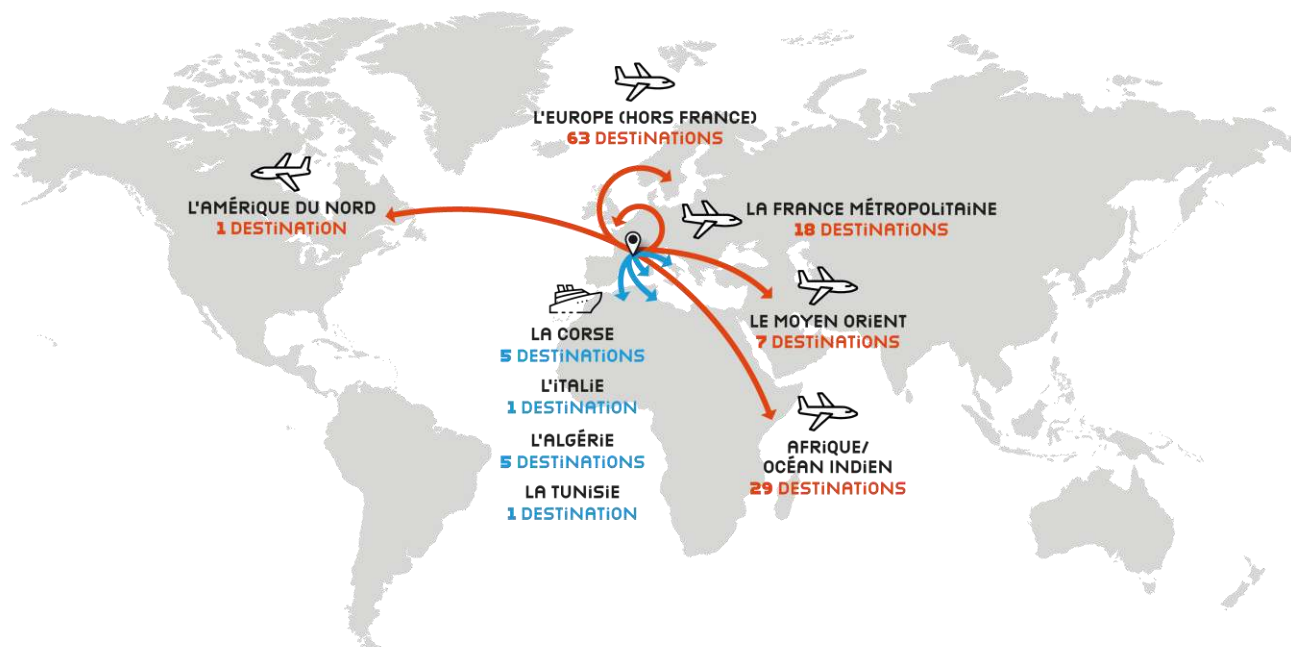 L'EUROPE (HORS FRANCE)
63 DESTINATIONS
L'AMÉRIQUE DU NORD
1 DESTINATION
LA FRANCE MÉTROPOLITAINE
18 DESTINATIONS
LE MOYEN ORIENT
7 DESTINATIONS
LA CORSE
5 DESTINATIONS
L'ITALIE
1 DESTINATION
L'ALGÉRIE
5 DESTINATIONS
LA TUNISIE
1 DESTINATION
AFRIQUE/
OCÉAN INDIEN
29 DESTINATIONS